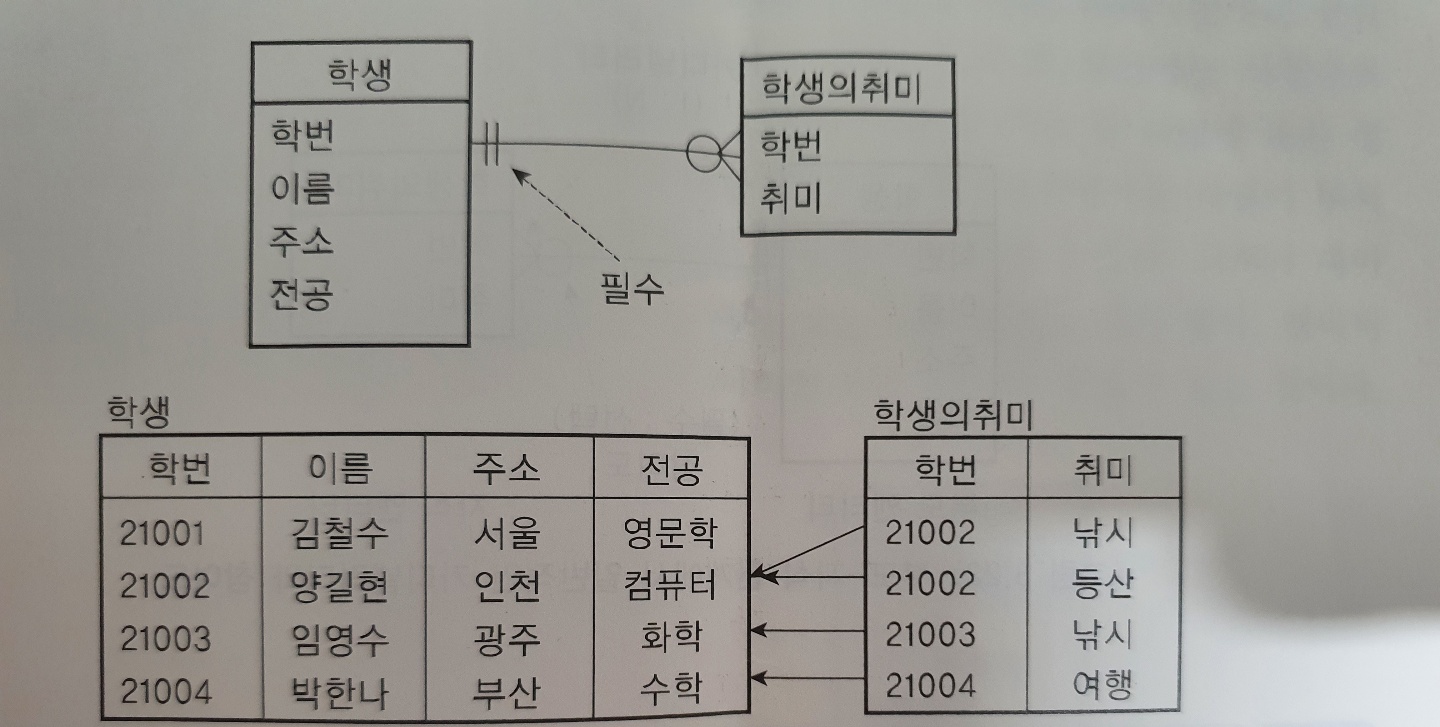 학생
학번
이름
주소
전공
학생의취미
학번
취미
필수
학생
학번 이름 주소 전공
21001 김철수 서울 영문학
21002 양길현 인천 컴퓨터
21003 임영수 광주 화학
21004 박한나 부산 수학
학생의취미
학번 취미
21002 낚시
21002 등산
21003 낚시
21004 여행